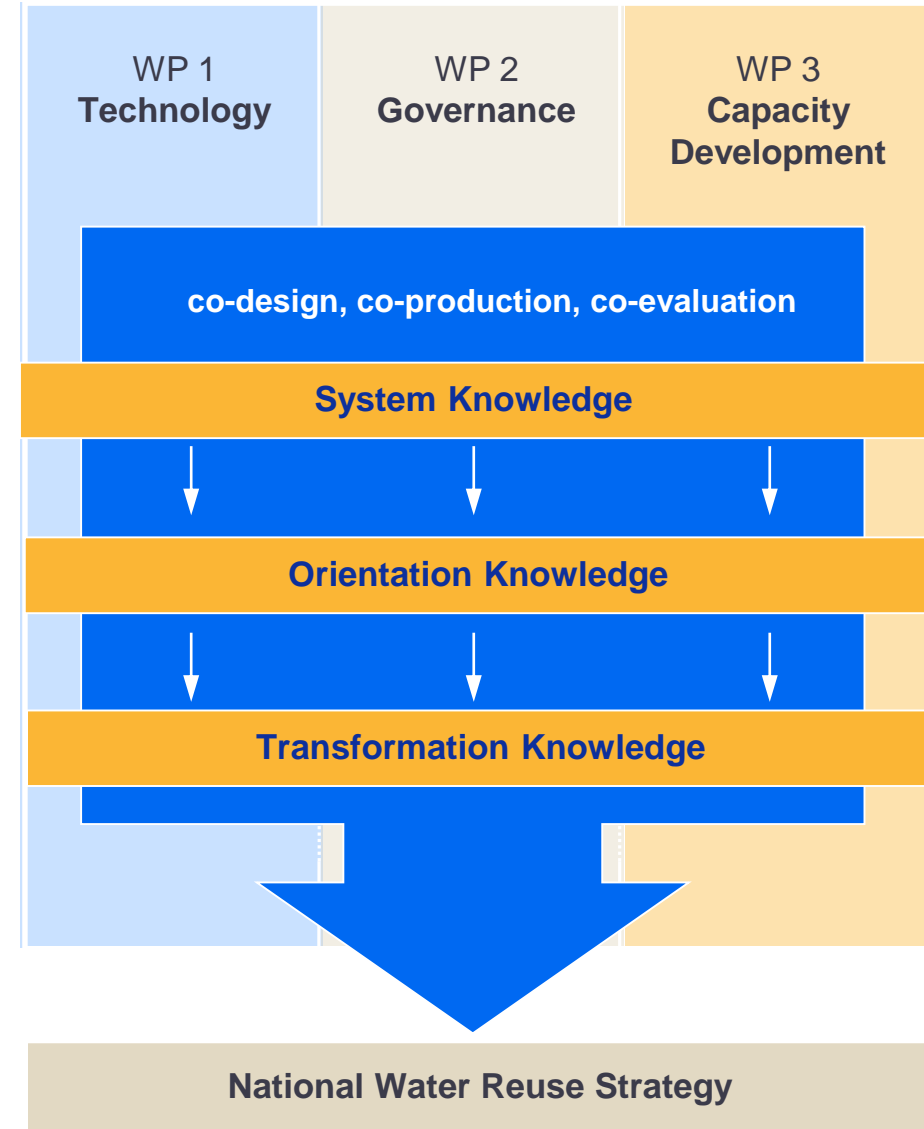 WP 1
Technology
WP 2
Governance
WP 3
Capacity
Development
co-design, co-production, co-evaluation
System Knowledge
Orientation Knowledge
Transformation Knowledge
National Water Reuse Strategy